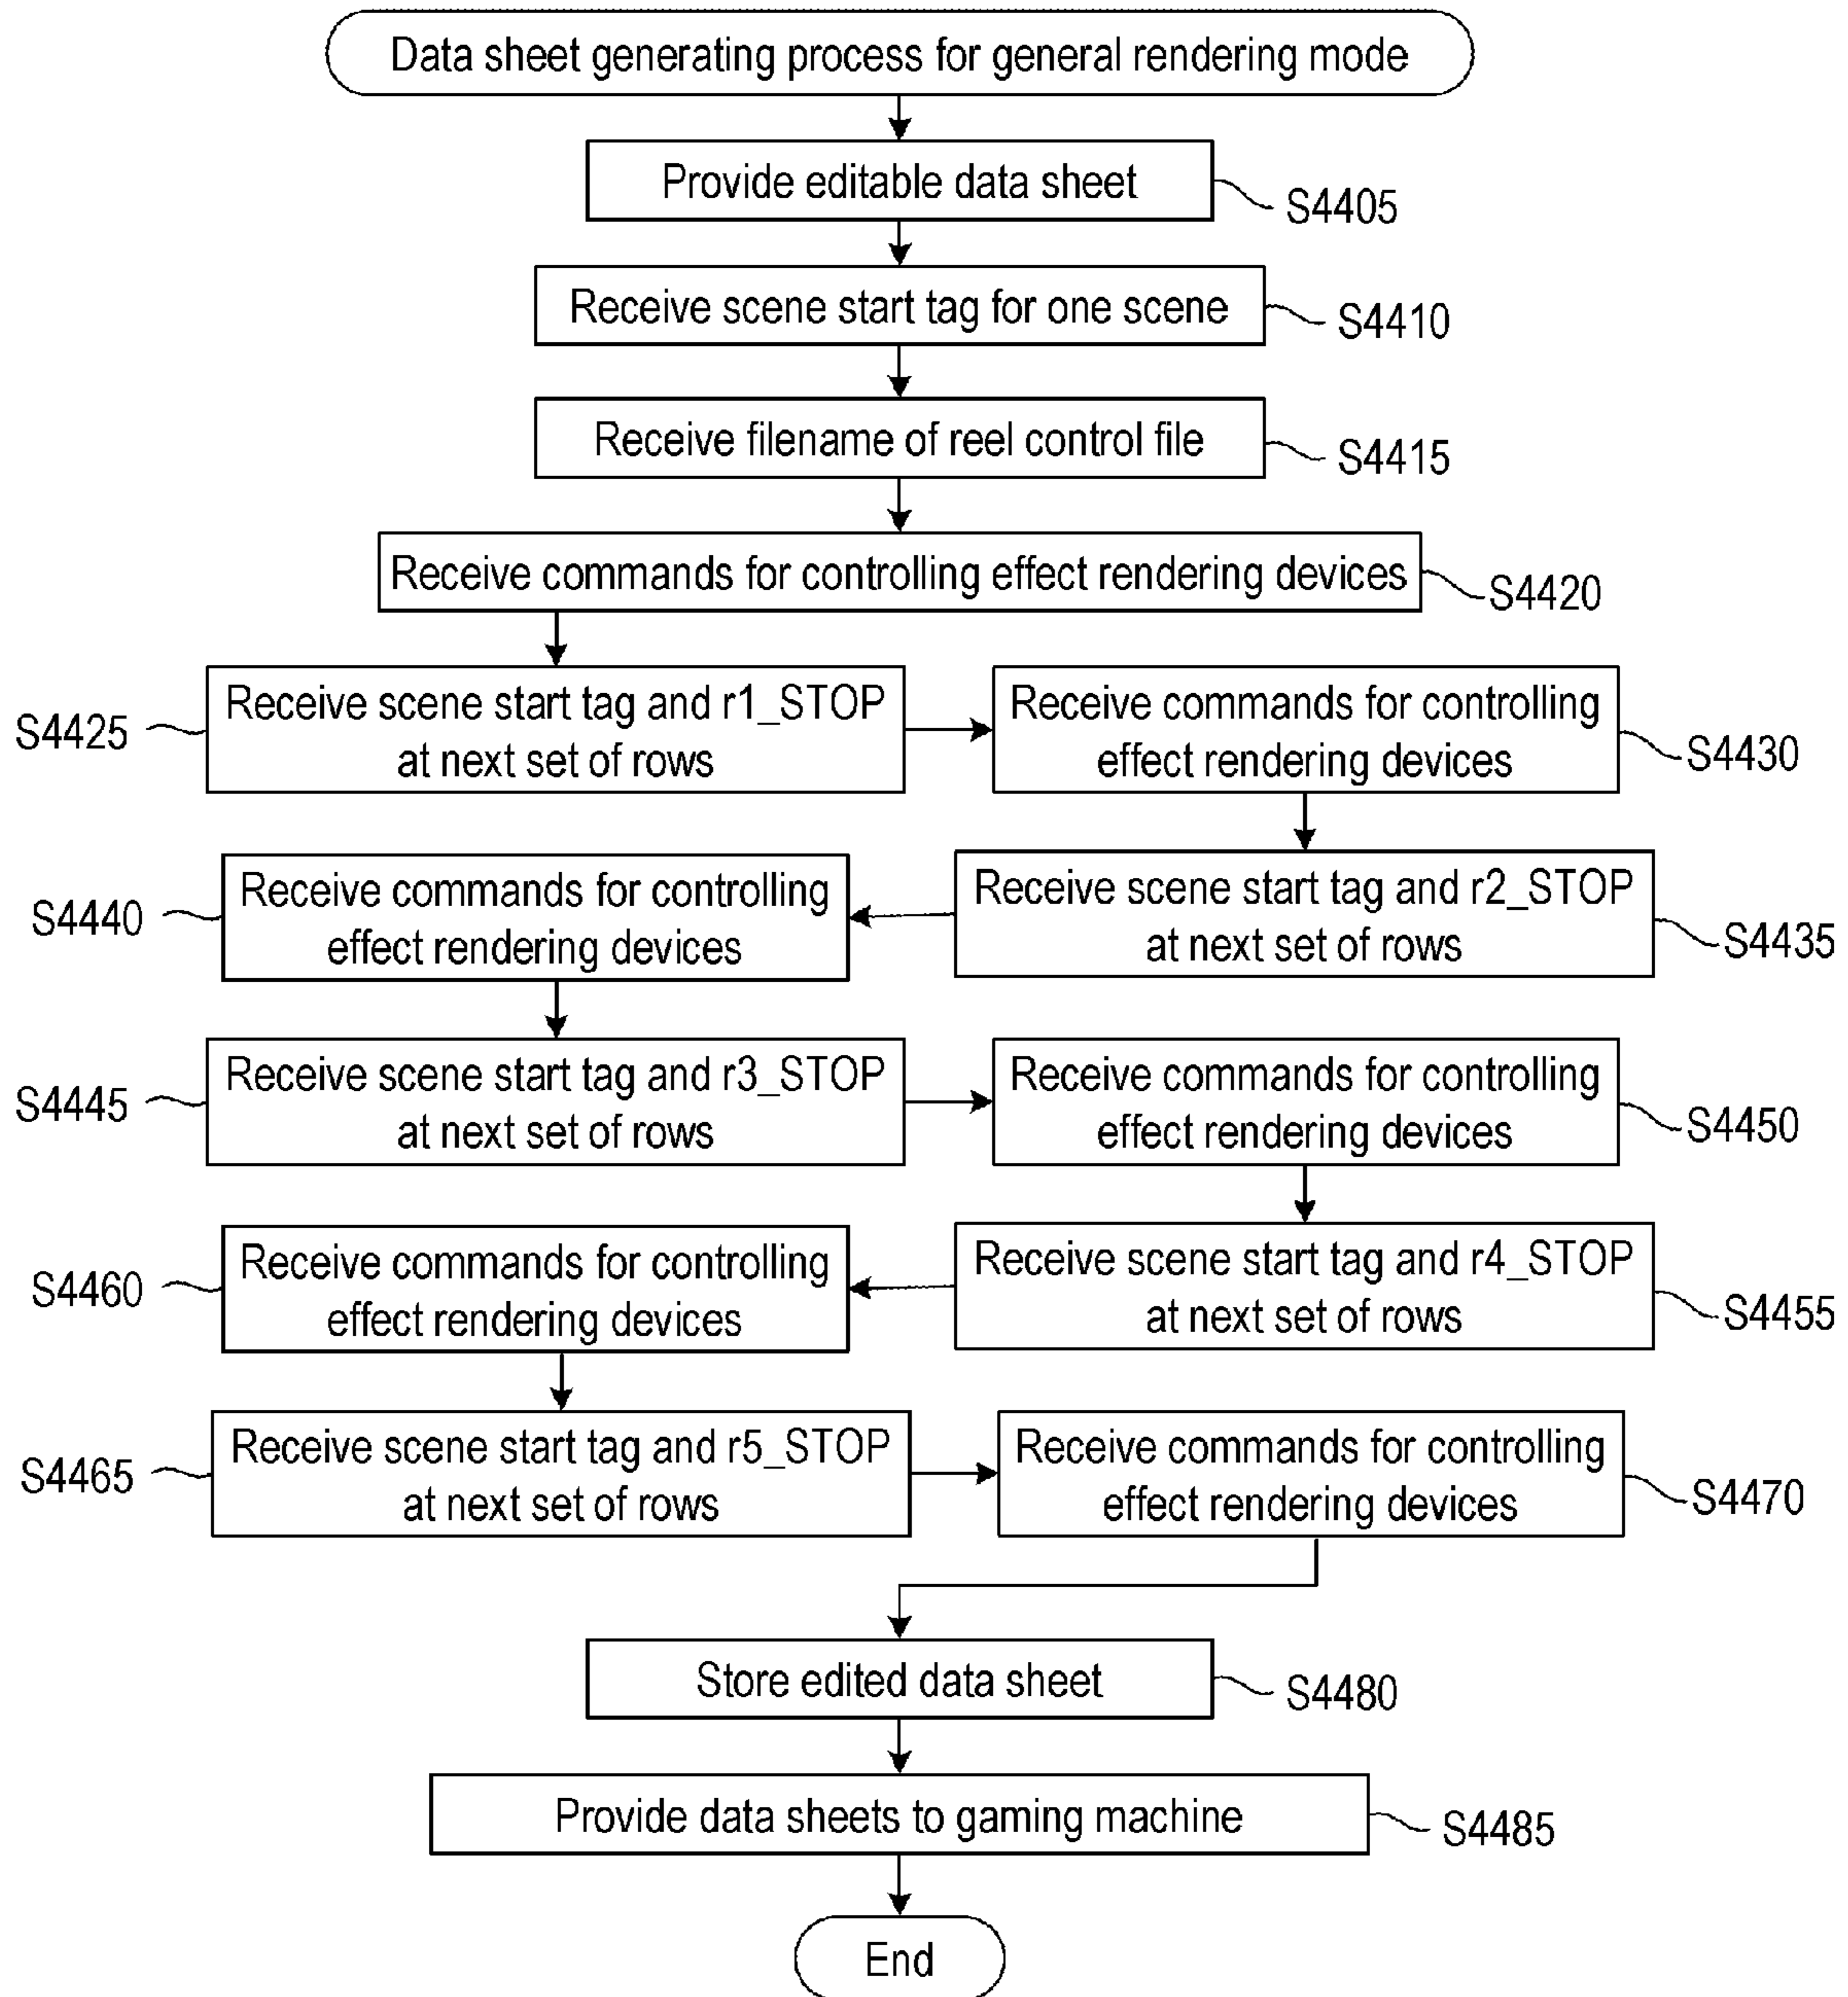 Data sheet generating process for general rendering mode
Provide editable data sheet
S4405
Receive scene start tag for one scene
S4410
Receive filename of reel control file
S4415
Receive commands for controlling effect rendering devices
S4420
S4425
Receive scene start tag and r1_STOP
at next set of rows
Receive commands for controlling
effect rendering devices
S4430
Receive scene start tag and r2_STOP
at next set of rows
S4435
S4440
Receive commands for controlling
effect rendering devices
S4445
Receive scene start tag and r3_STOP
at next set of rows
Receive commands for controlling
effect rendering devices
S4450
Receive scene start tag and r4_STOP
at next set of rows
S4455
S4460
Receive commands for controlling
effect rendering devices
S4465
Receive scene start tag and r5_STOP
at next set of rows
Receive commands for controlling
effect rendering devices
S4470
Store edited data sheet
S4480
Provide data sheets to gaming machine
S4485
End